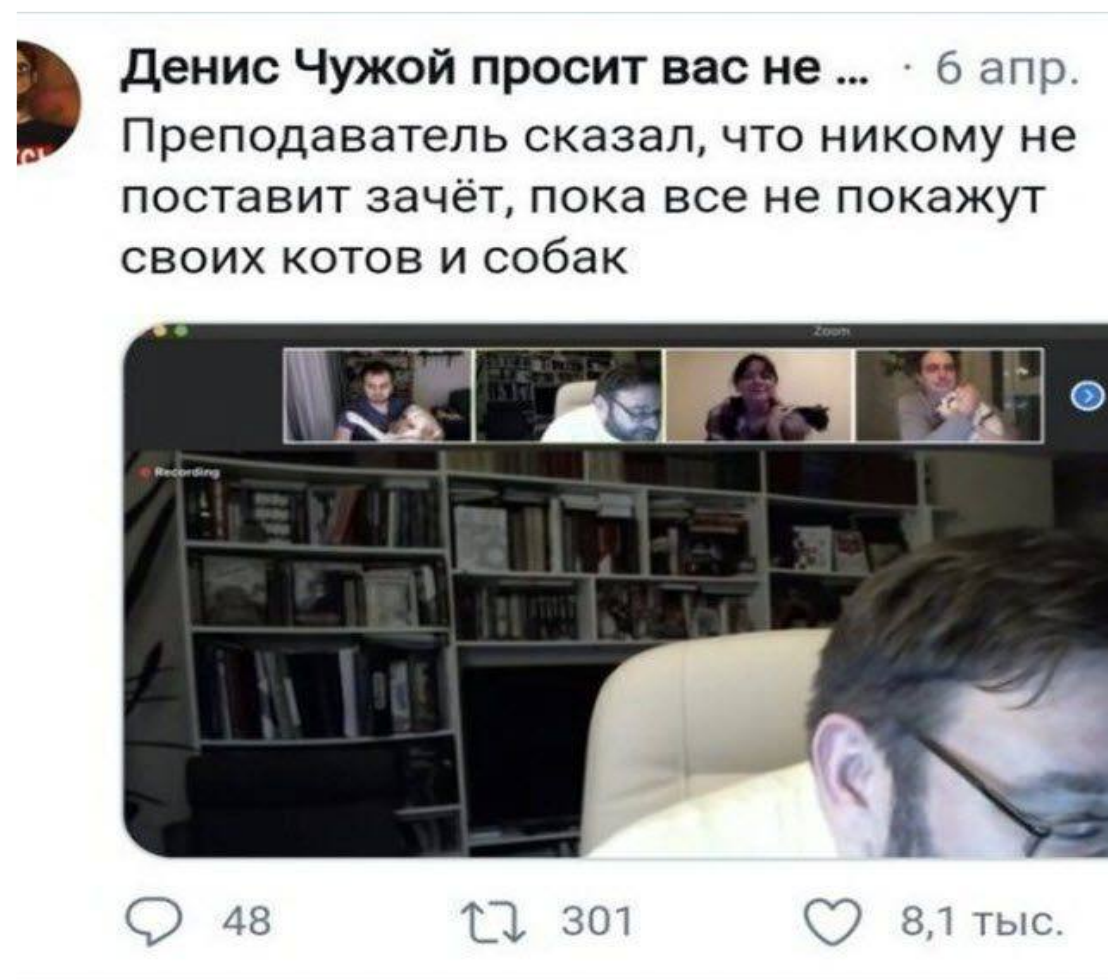 Денис Чужой просит вас не ... · 6 апр.
Преподаватель сказал, что никому не
поставит зачёт, пока все не покажут
своих котов и собак
Zoom
Recording
48 301 8,1 тыс.